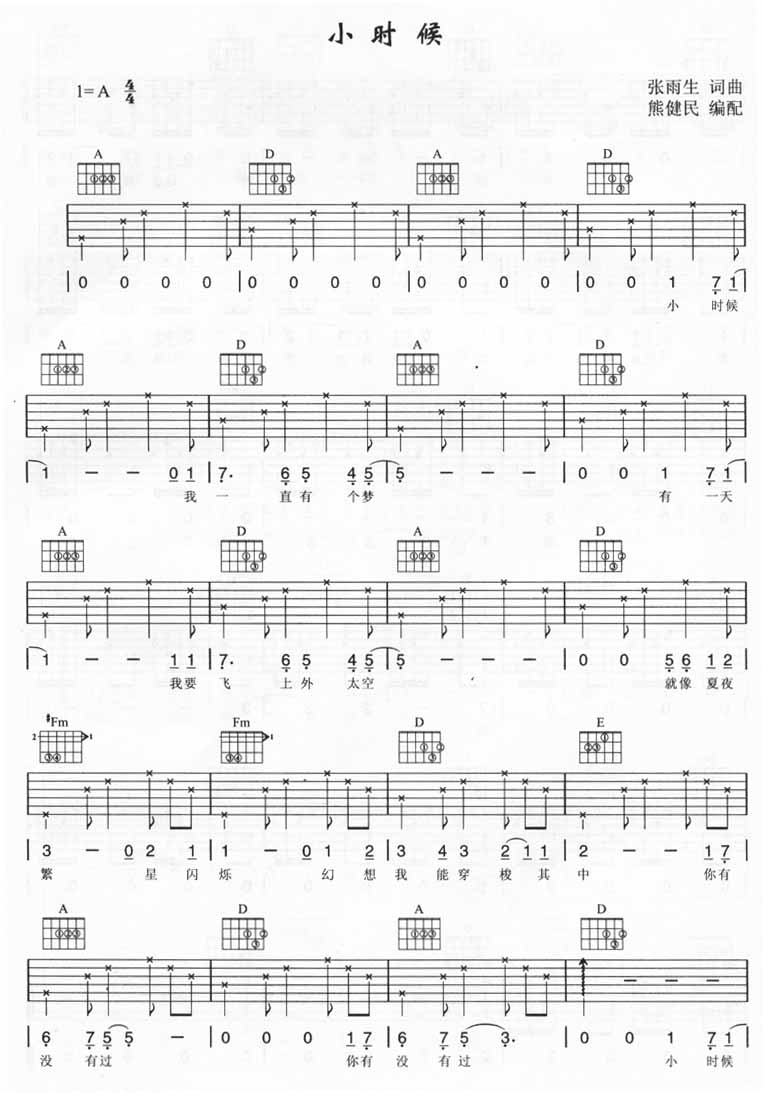 小时候
1=A 4/4
张雨生 词曲
熊健民 编配
A D A D
0 0 0 0 0 0 0 0 0 0 0 0 0 0 1 7 1
小 时候
A D A D
1 — — 0 1 7. 6 5 4 5 5 — — — 0 0 1 7 1
我 一 直有 个梦 有 一天
A D A D
1 — — 1 1 7. 6 5 4 5 5 — — — 0 0 5 6 1 2
我要 飞 上外 太空 就像 夏夜
#Fm Fm D E
2 1 1
3 — 0 2 1 1 — 0 1 2 3 4 3 2 1 1 2 — — 1 7
繁 星 闪 烁 幻 想 我 能穿 梭 其 中 你有
A D A D
6 7 5 5 — 0 0 0 1 7 6 7 5 3. 0 0 1 7 1
没 有过 你有 没 有过 小 时候